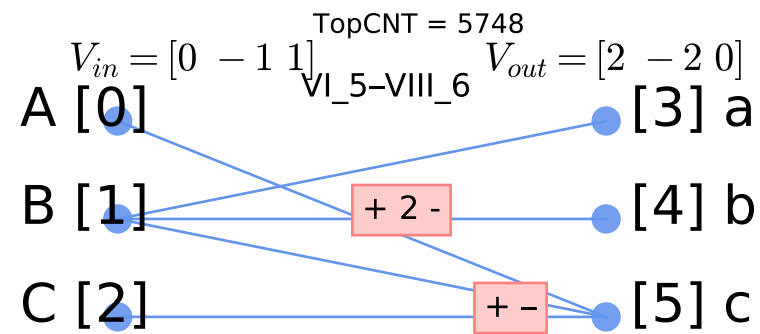 TopCNT = 5748
V_in = [0 − 1 1]
V_out = [2 − 2 0]
VI_5–VIII_6
A [0]
[3] a
B [1]
+ 2 -
[4] b
C [2]
+ –
[5] c